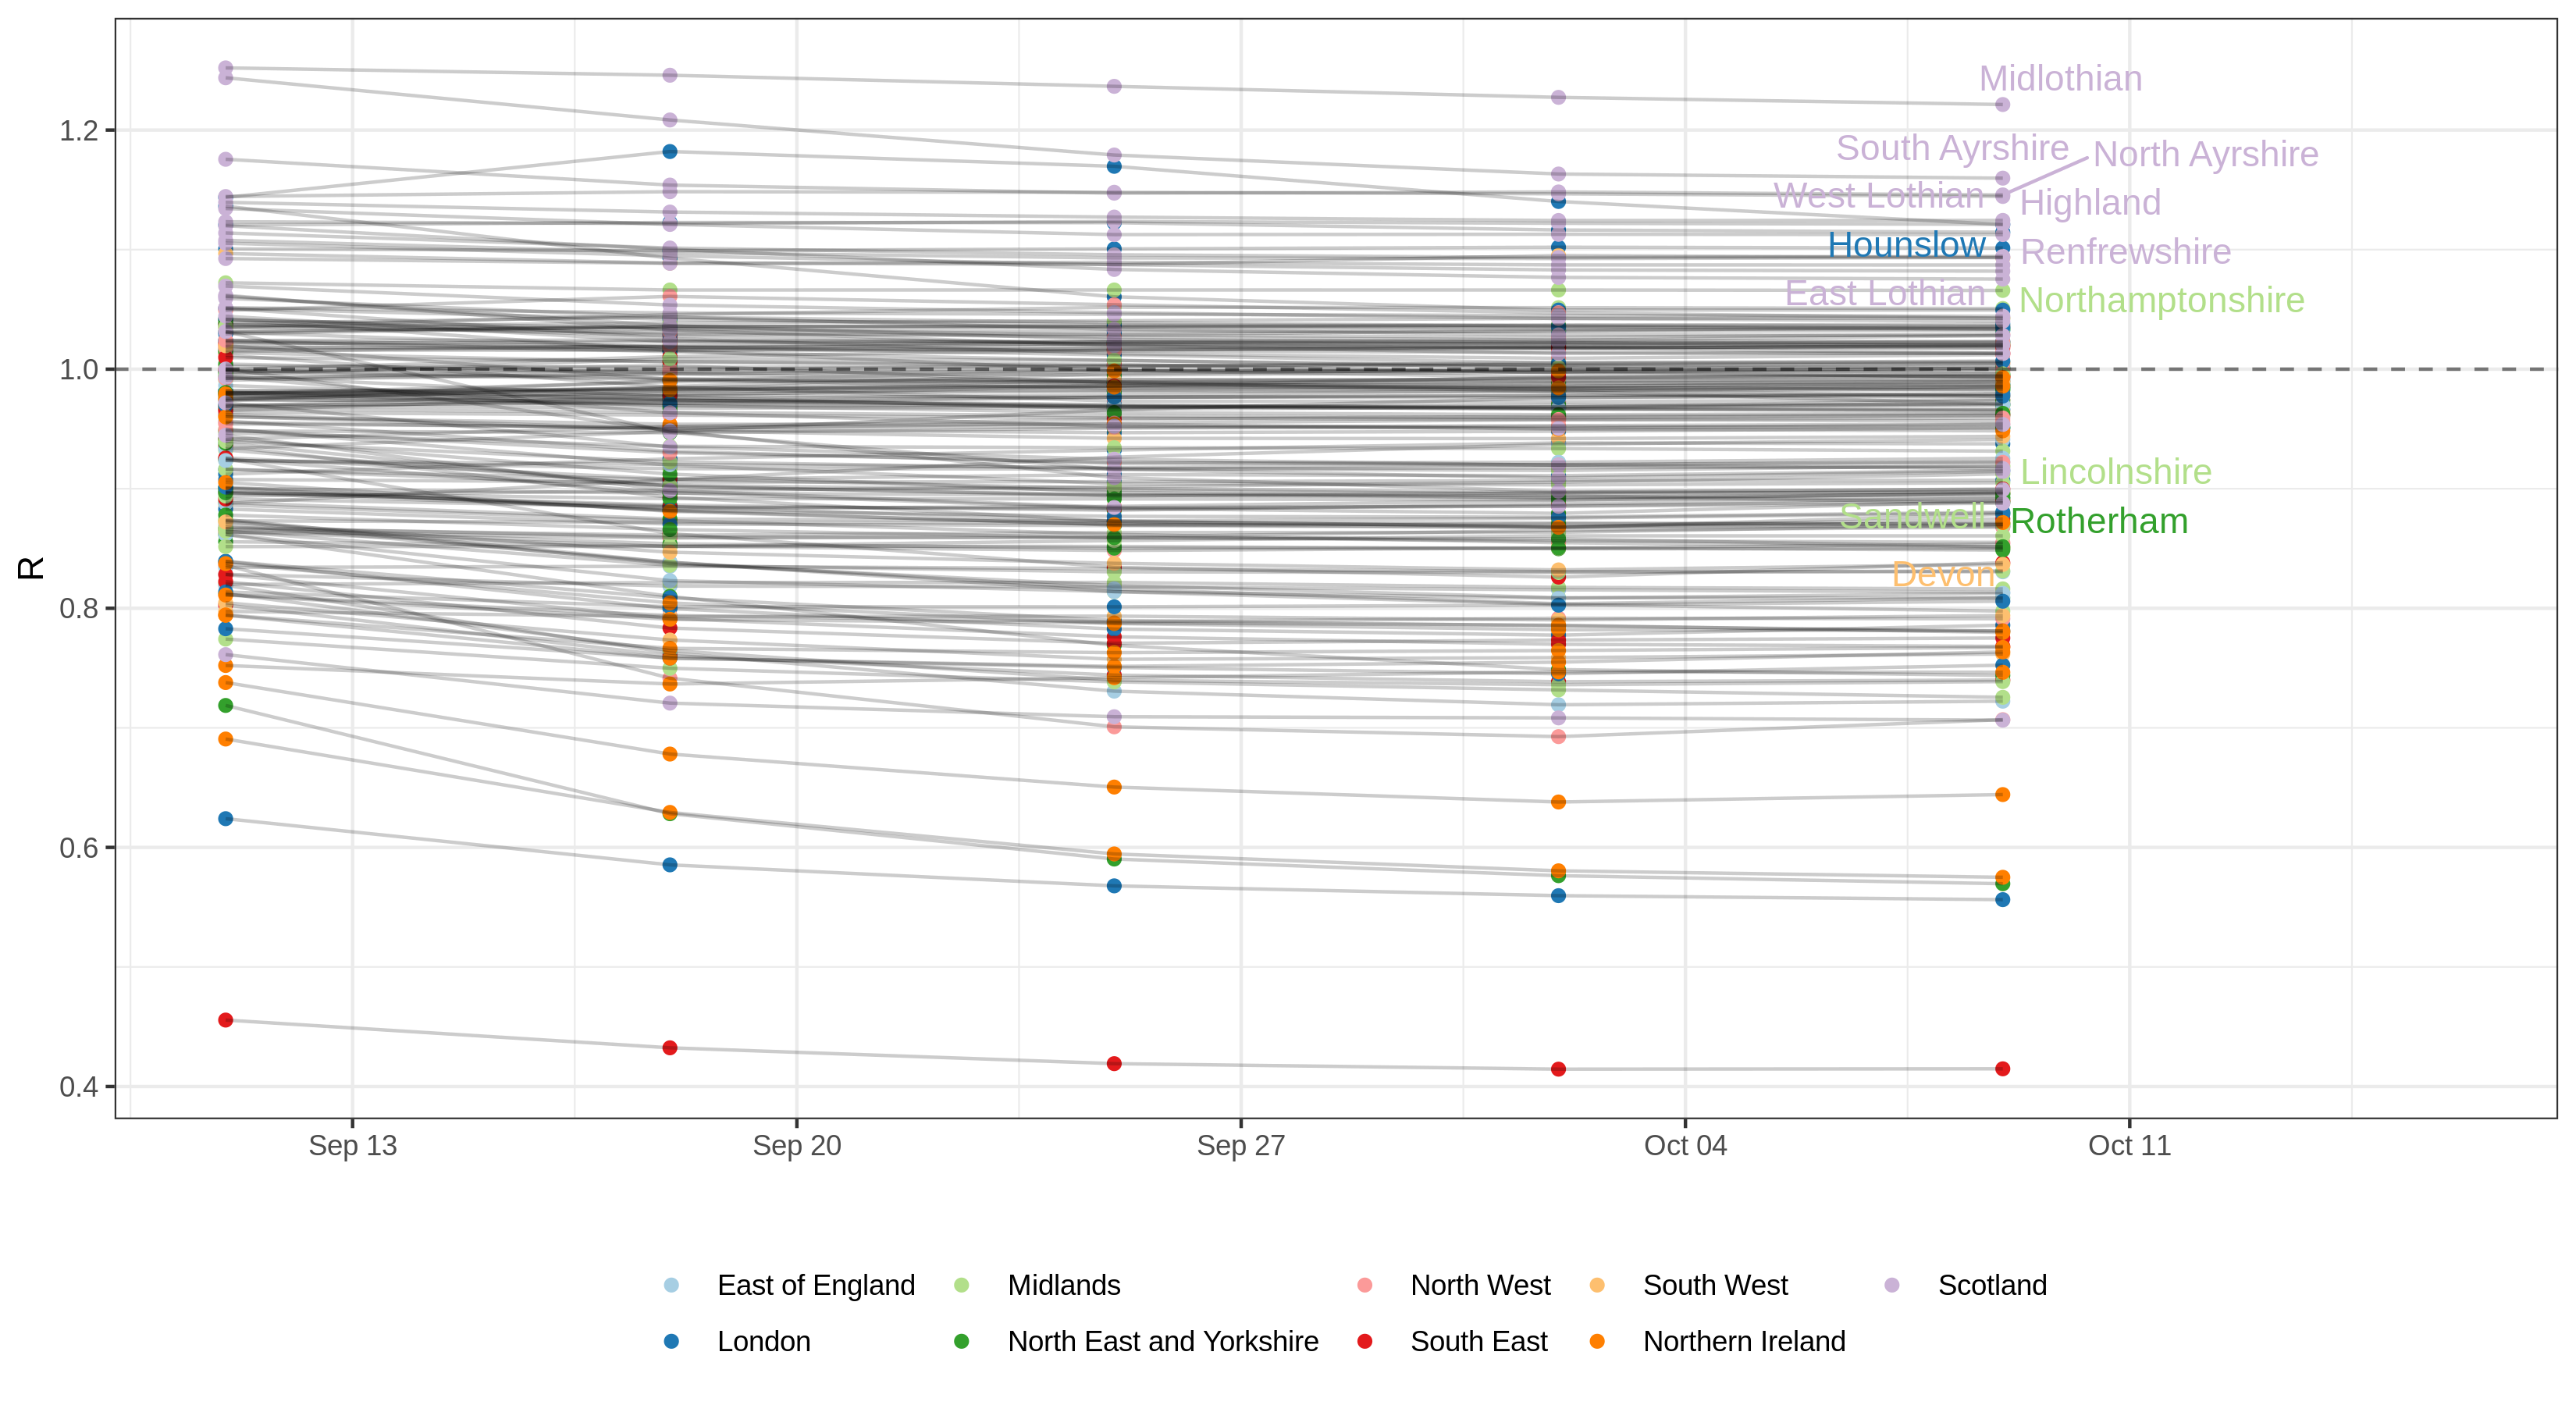 Midlothian
1.2
South Ayrshire
North Ayrshire
West Lothian
Highland
Hounslow
Renfrewshire
East Lothian
Northamptonshire
1.0
Lincolnshire
Sandwell
Rotherham
R
Devon
0.8
0.6
0.4
Sep 13 Sep 20 Sep 27 Oct 04 Oct 11
East of England Midlands North West South West Scotland
London North East and Yorkshire South East Northern Ireland